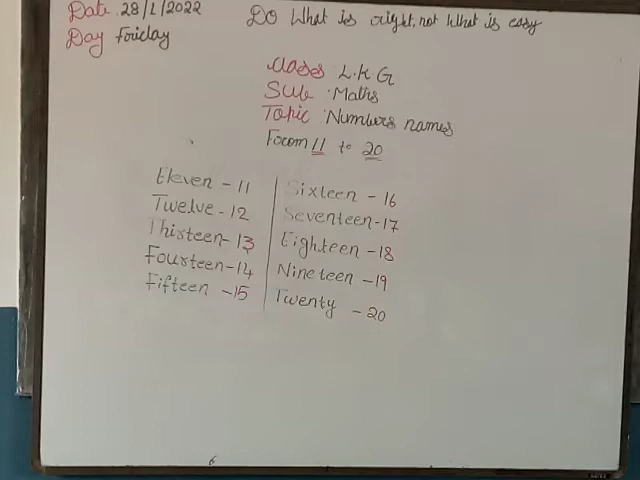 Date 28/1/2022
Do What is right, not What is easy
Day Friday
Class L.K.G
Sub :Maths
Topic :Numbers names
From 11 to 20
Eleven - 11
Twelve - 12
Thirteen - 13
Fourteen - 14
Fifteen - 15
Sixteen - 16
Seventeen - 17
Eighteen - 18
Nineteen - 19
Twenty - 20